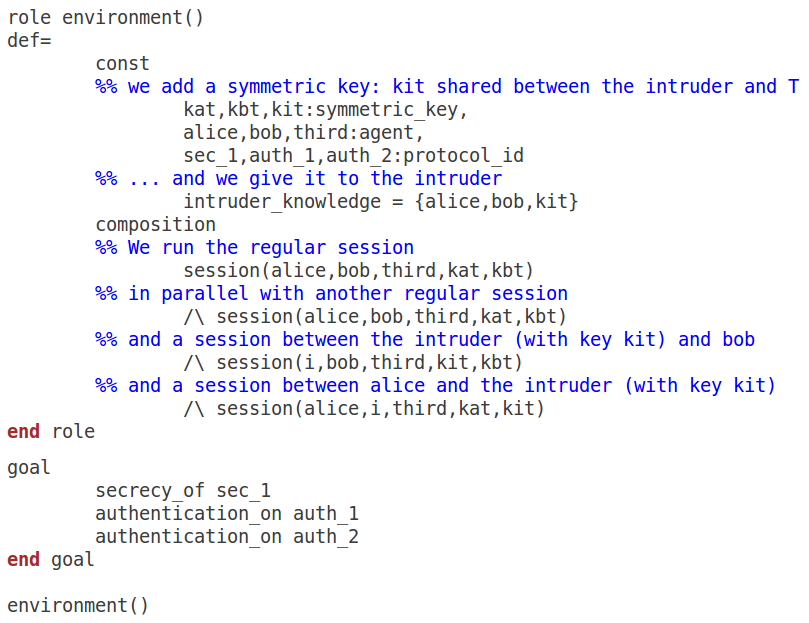 role environment()
def=
const
%% we add a symmetric key: kit shared between the intruder and T
kat,kbt,kit:symmetric_key,
alice,bob,third:agent,
sec_1,auth_1,auth_2:protocol_id
%% ... and we give it to the intruder
intruder_knowledge = {alice,bob,kit}
composition
%% We run the regular session
session(alice,bob,third,kat,kbt)
%% in parallel with another regular session
/\ session(alice,bob,third,kat,kbt)
%% and a session between the intruder (with key kit) and bob
/\ session(i,bob,third,kit,kbt)
%% and a session between alice and the intruder (with key kit)
/\ session(alice,i,third,kat,kit)
end role
goal
secrecy_of sec_1
authentication_on auth_1
authentication_on auth_2
end goal
environment()